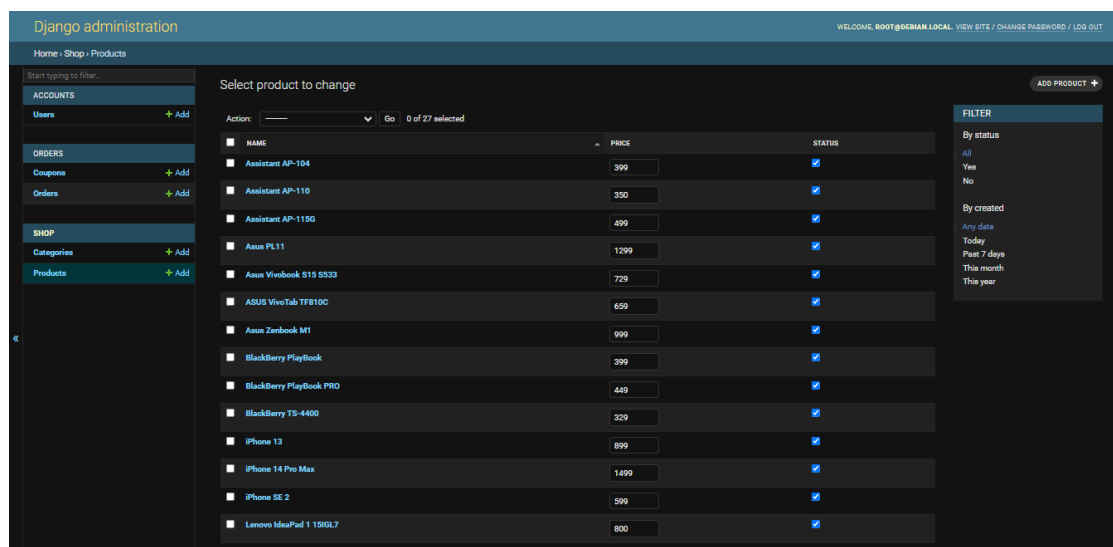 Django administration
WELCOME, ROOT@DEBIAN.LOCAL. VIEW SITE / CHANGE PASSWORD / LOG OUT
Home › Shop › Products
Start typing to filter...
ACCOUNTS
Users + Add
ORDERS
Coupons + Add
Orders + Add
SHOP
Categories + Add
Products + Add
«
Select product to change
ADD PRODUCT +
Action: Go 0 of 27 selected
NAME PRICE STATUS
Assistant AP-104 399
Assistant AP-110 350
Assistant AP-115G 499
Asus PL11 1299
Asus Vivobook S15 S533 729
ASUS VivoTab TF810C 659
Asus Zenbook M1 999
BlackBerry PlayBook 399
BlackBerry PlayBook PRO 449
BlackBerry TS-4400 329
iPhone 13 899
iPhone 14 Pro Max 1499
iPhone SE 2 599
Lenovo IdeaPad 1 15IGL7 800
FILTER
By status
All
Yes
No
By created
Any date
Today
Past 7 days
This month
This year